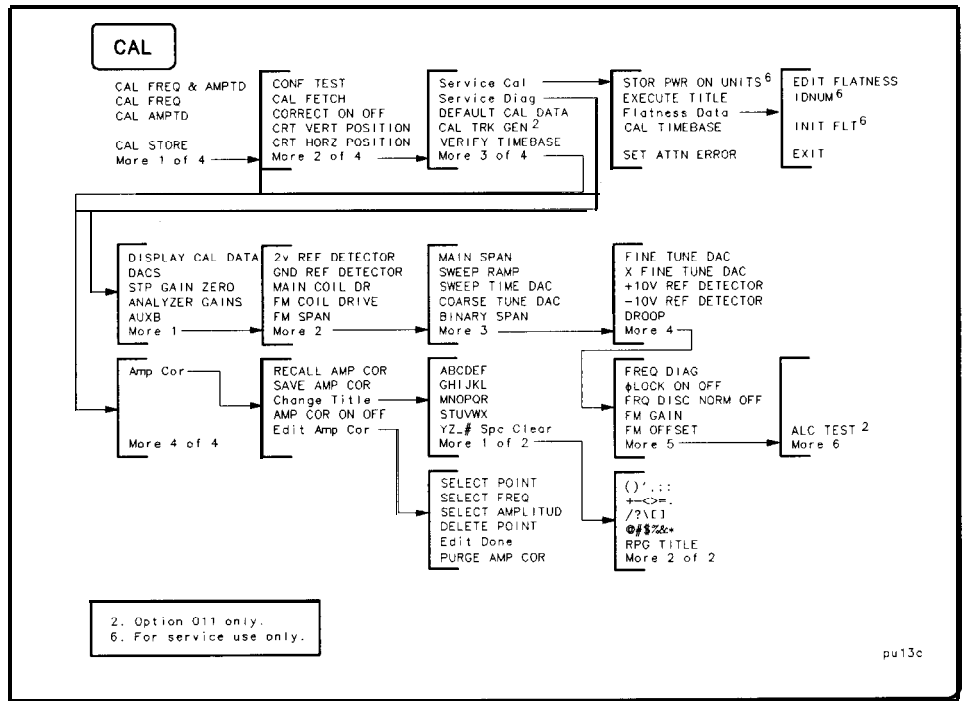 CAL
CAL FREQ & AMPTD
CAL FREQ
CAL AMPTD
CAL STORE
More 1 of 4
CONF TEST
CAL FETCH
CORRECT ON OFF
CRT VERT POSITION
CRT HORZ POSITION
More 2 of 4
Service Cal
Service Diag
DEFAULT CAL DATA
CAL TRK GEN 2
VERIFY TIMEBASE
More 3 of 4
STOR PWR ON UNITS 6
EXECUTE TITLE
Flatness Data
CAL TIMEBASE
SET ATTN ERROR
EDIT FLATNESS
IDNUM 6
INIT FLT 6
EXIT
DISPLAY CAL DATA
DACS
STP GAIN ZERO
ANALYZER GAINS
AUXB
More 1
2v REF DETECTOR
GND REF DETECTOR
MAIN COIL DR
FM COIL DRIVE
FM SPAN
More 2
MAIN SPAN
SWEEP RAMP
SWEEP TIME DAC
COARSE TUNE DAC
BINARY SPAN
More 3
FINE TUNE DAC
X FINE TUNE DAC
+10V REF DETECTOR
-10V REF DETECTOR
DROOP
More 4
Amp Cor
More 4 of 4
RECALL AMP COR
SAVE AMP COR
Change Title
AMP COR ON OFF
Edit Amp Cor
ABCDEF
GHIJKL
MNOPQR
STUVWX
YZ_# Spc Clear
More 1 of 2
FREQ DIAG
ϕLOCK ON OFF
FRQ DISC NORM OFF
FM GAIN
FM OFFSET
More 5
ALC TEST 2
More 6
SELECT POINT
SELECT FREQ
SELECT AMPLITUD
DELETE POINT
Edit Done
PURGE AMP COR
()'.;:
+-<>=.
/?\[]
@#$%&*
RPG TITLE
More 2 of 2
2. Option 011 only.
6. For service use only.
pu13c